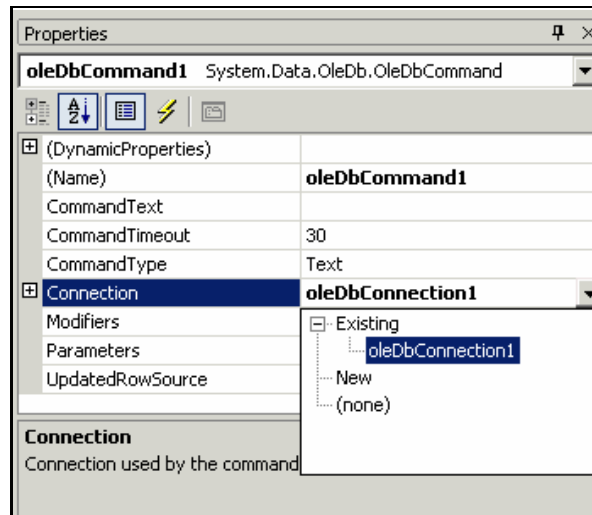 Properties
oleDbCommand1 System.Data.OleDb.OleDbCommand
A Z
(DynamicProperties)
(Name) oleDbCommand1
CommandText
CommandTimeout 30
CommandType Text
Connection oleDbConnection1
Modifiers
Parameters
UpdatedRowSource
Existing
oleDbConnection1
New
(none)
Connection
Connection used by the command